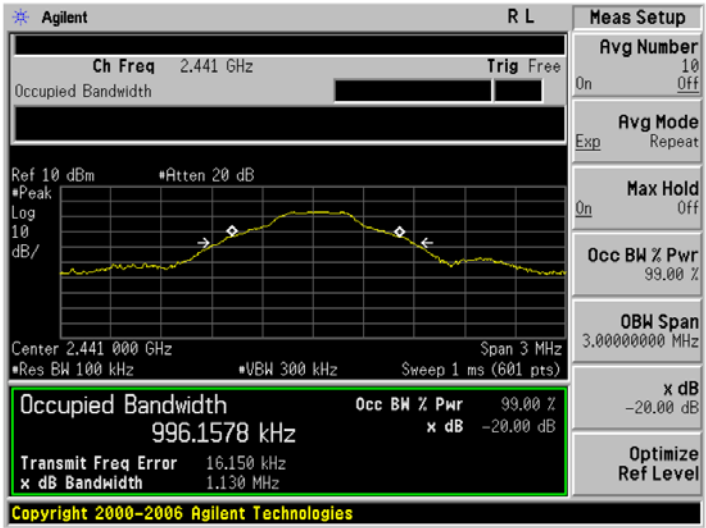 Agilent R L Meas Setup
Ch Freq 2.441 GHz Trig Free
Occupied Bandwidth
Avg Number
10
On Off
Avg Mode
Exp Repeat
Max Hold
On Off
Occ BW % Pwr
99.00 %
OBW Span
3.00000000 MHz
x dB
-20.00 dB
Optimize
Ref Level
Ref 10 dBm #Atten 20 dB
#Peak
Log
10
dB/
Center 2.441 000 GHz Span 3 MHz
#Res BW 100 kHz #VBW 300 kHz Sweep 1 ms (601 pts)
Occupied Bandwidth Occ BW % Pwr 99.00 %
996.1578 kHz x dB -20.00 dB
Transmit Freq Error 16.150 kHz
x dB Bandwidth 1.130 MHz
Copyright 2000-2006 Agilent Technologies